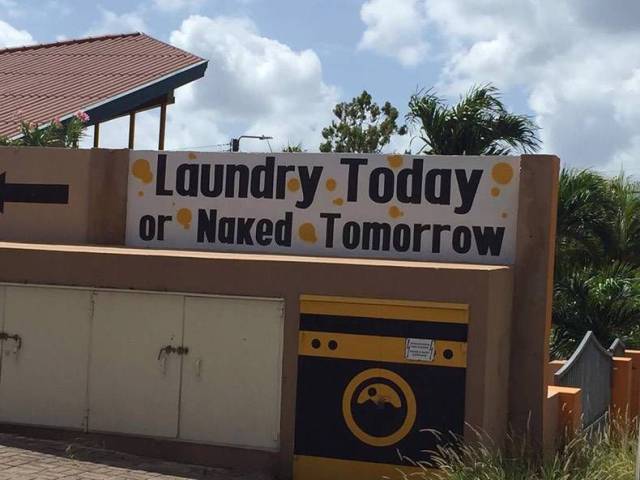 Laundry Today
or Naked Tomorrow